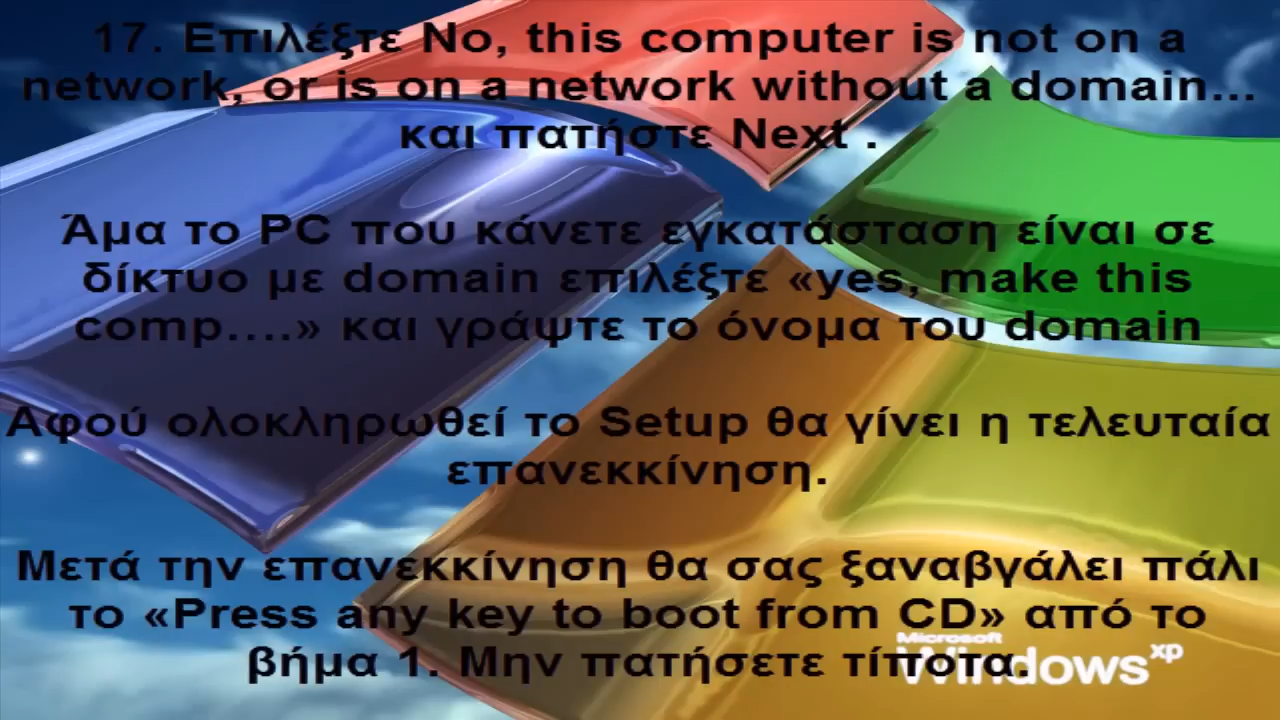 17. Επιλέξτε No, this computer is not on a
network, or is on a network without a domain...
και πατήστε Next .
Άμα το PC που κάνετε εγκατάσταση είναι σε
δίκτυο με domain επιλέξτε «yes, make this
comp....» και γράψτε το όνομα του domain
Αφού ολοκληρωθεί το Setup θα γίνει η τελευταία
επανεκκίνηση.
Μετά την επανεκκίνηση θα σας ξαναβγάλει πάλι
το «Press any key to boot from CD» από το
βήμα 1. Μην πατήσετε τίποτα.
Microsoft
Windows xp